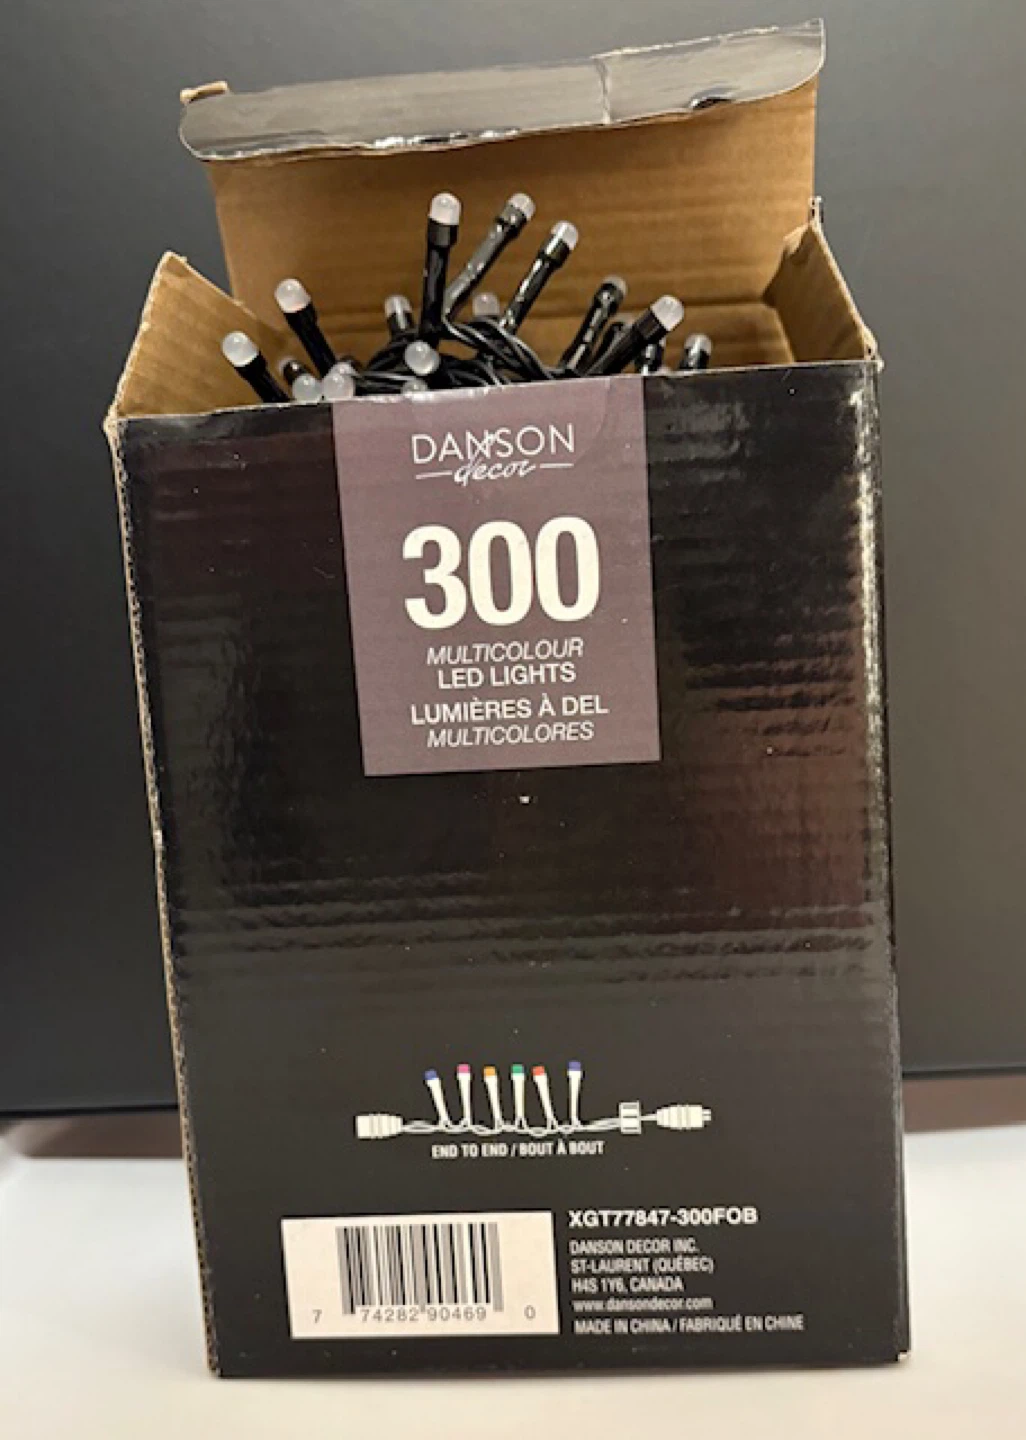 DANSON
decor
300
MULTICOLOUR
LED LIGHTS
LUMIÈRES À DEL
MULTICOLORES
END TO END / BOUT À BOUT
XGT77847-300FOB
DANSON DECOR INC.
ST-LAURENT (QUÉBEC)
H4S 1Y6, CANADA
www.dansondecor.com
MADE IN CHINA / FABRIQUÉ EN CHINE
7 74282 90469 0